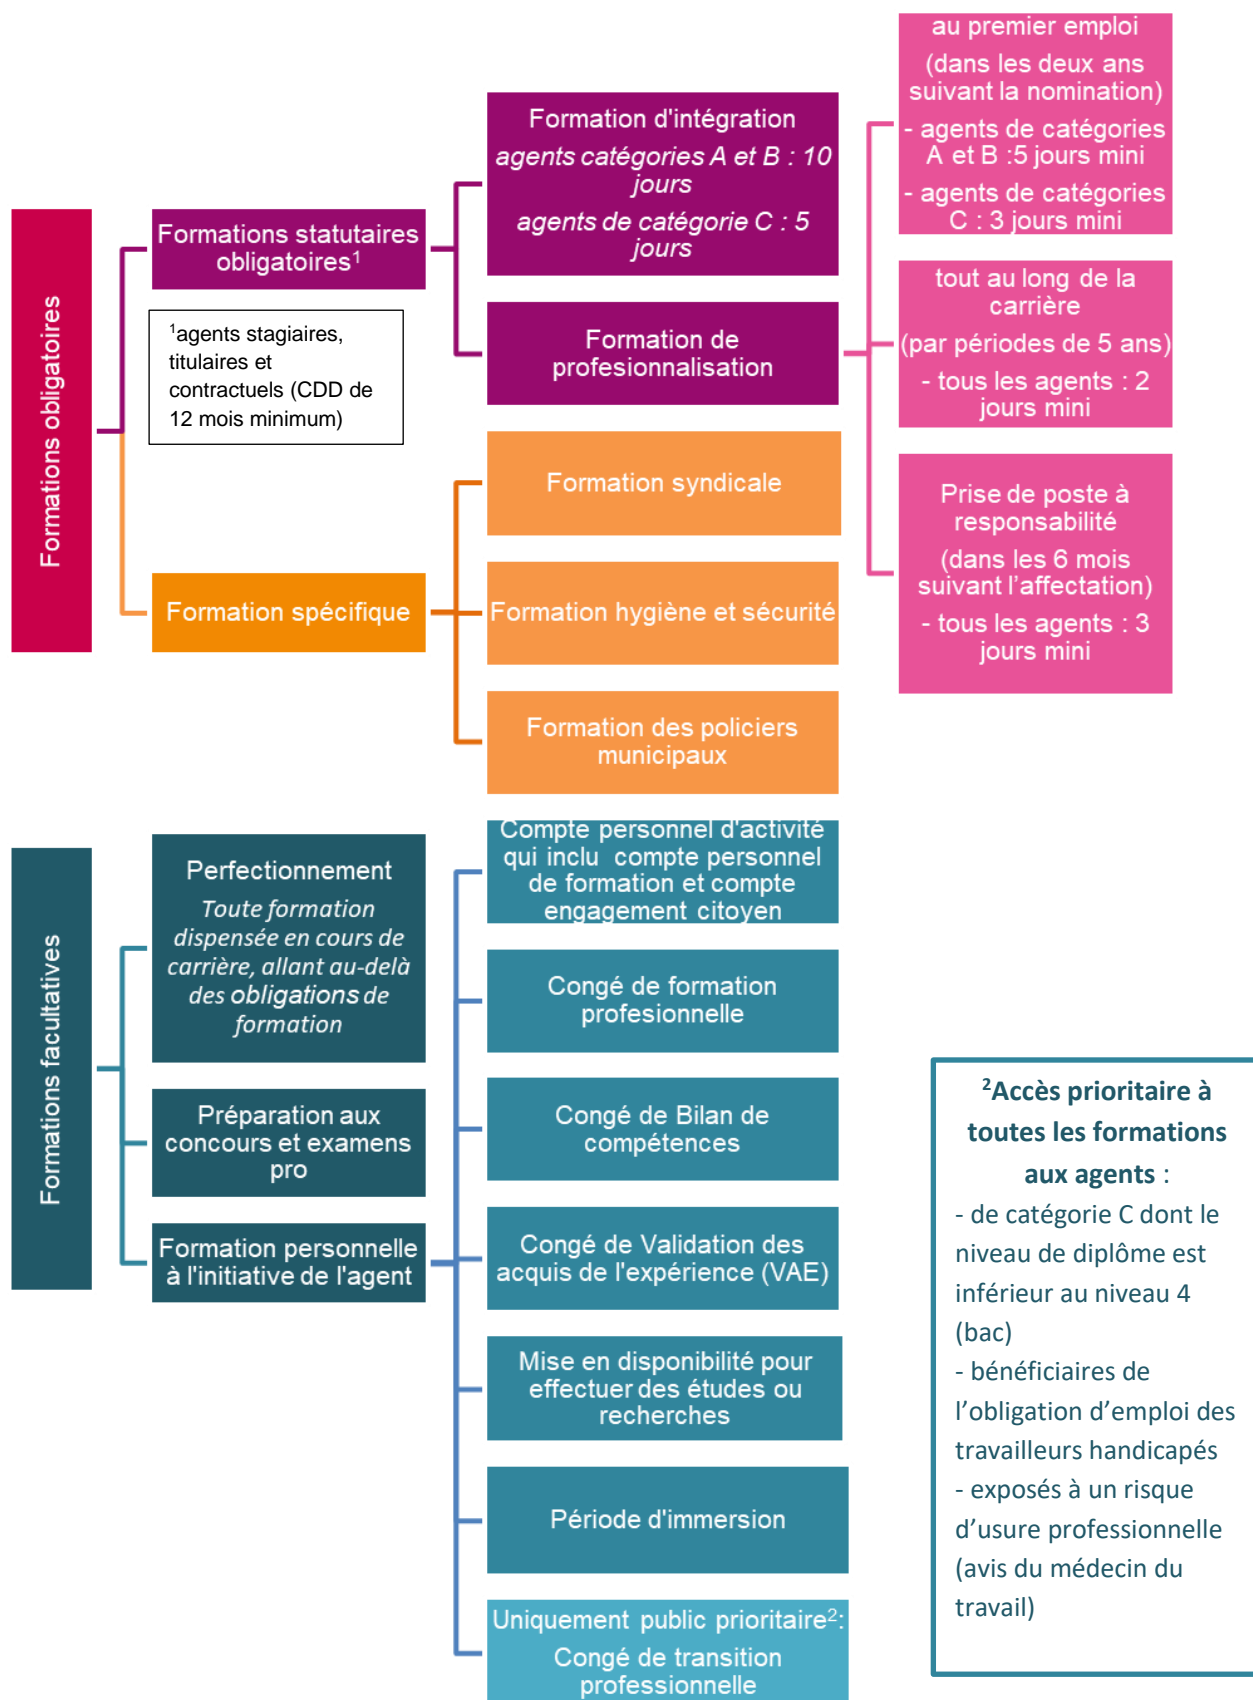 Formations obligatoires
Formations statutaires
obligatoires¹
¹agents stagiaires,
titulaires et
contractuels (CDD de
12 mois minimum)
Formation d'intégration
agents catégories A et B : 10
jours
agents de catégorie C : 5
jours
Formation de
profesionnalisation
au premier emploi
(dans les deux ans
suivant la nomination)
- agents de catégories
A et B :5 jours mini
- agents de catégories
C : 3 jours mini
tout au long de la
carrière
(par périodes de 5 ans)
- tous les agents : 2
jours mini
Prise de poste à
responsabilité
(dans les 6 mois
suivant l’affectation)
- tous les agents : 3
jours mini
Formation spécifique
Formation syndicale
Formation hygiène et sécurité
Formation des policiers
municipaux
Formations facultatives
Perfectionnement
Toute formation
dispensée en cours de
carrière, allant au-delà
des obligations de
formation
Préparation aux
concours et examens
pro
Formation personnelle
à l'initiative de l'agent
Compte personnel d'activité
qui inclu  compte personnel
de formation et compte
engagement citoyen
Congé de formation
profesionnelle
Congé de Bilan de
compétences
Congé de Validation des
acquis de l'expérience (VAE)
Mise en disponibilité pour
effectuer des études ou
recherches
Période d'immersion
Uniquement public prioritaire²:
Congé de transition
professionnelle
²Accès prioritaire à
toutes les formations
aux agents :
- de catégorie C dont le
niveau de diplôme est
inférieur au niveau 4
(bac)
- bénéficiaires de
l’obligation d’emploi des
travailleurs handicapés
- exposés à un risque
d’usure professionnelle
(avis du médecin du
travail)